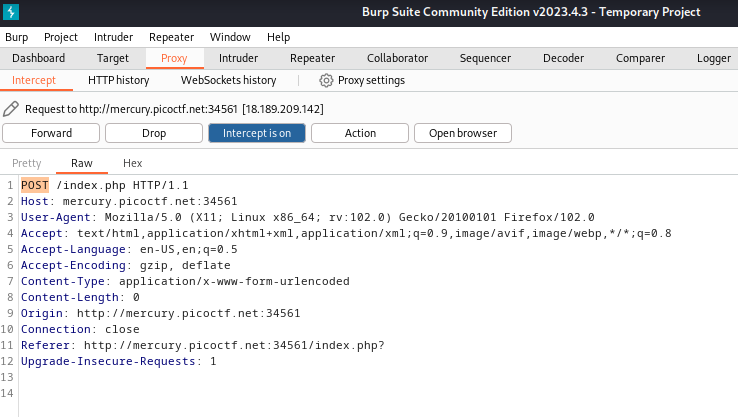 Burp Suite Community Edition v2023.4.3 - Temporary Project
Burp Project Intruder Repeater Window Help
Dashboard Target Proxy Intruder Repeater Collaborator Sequencer Decoder Comparer Logger
Intercept HTTP history WebSockets history Proxy settings
Request to http://mercury.picoctf.net:34561 [18.189.209.142]
Forward Drop Intercept is on Action Open browser
Pretty Raw Hex
1 POST /index.php HTTP/1.1
2 Host: mercury.picoctf.net:34561
3 User-Agent: Mozilla/5.0 (X11; Linux x86_64; rv:102.0) Gecko/20100101 Firefox/102.0
4 Accept: text/html,application/xhtml+xml,application/xml;q=0.9,image/avif,image/webp,*/*;q=0.8
5 Accept-Language: en-US,en;q=0.5
6 Accept-Encoding: gzip, deflate
7 Content-Type: application/x-www-form-urlencoded
8 Content-Length: 0
9 Origin: http://mercury.picoctf.net:34561
10 Connection: close
11 Referer: http://mercury.picoctf.net:34561/index.php?
12 Upgrade-Insecure-Requests: 1
13
14